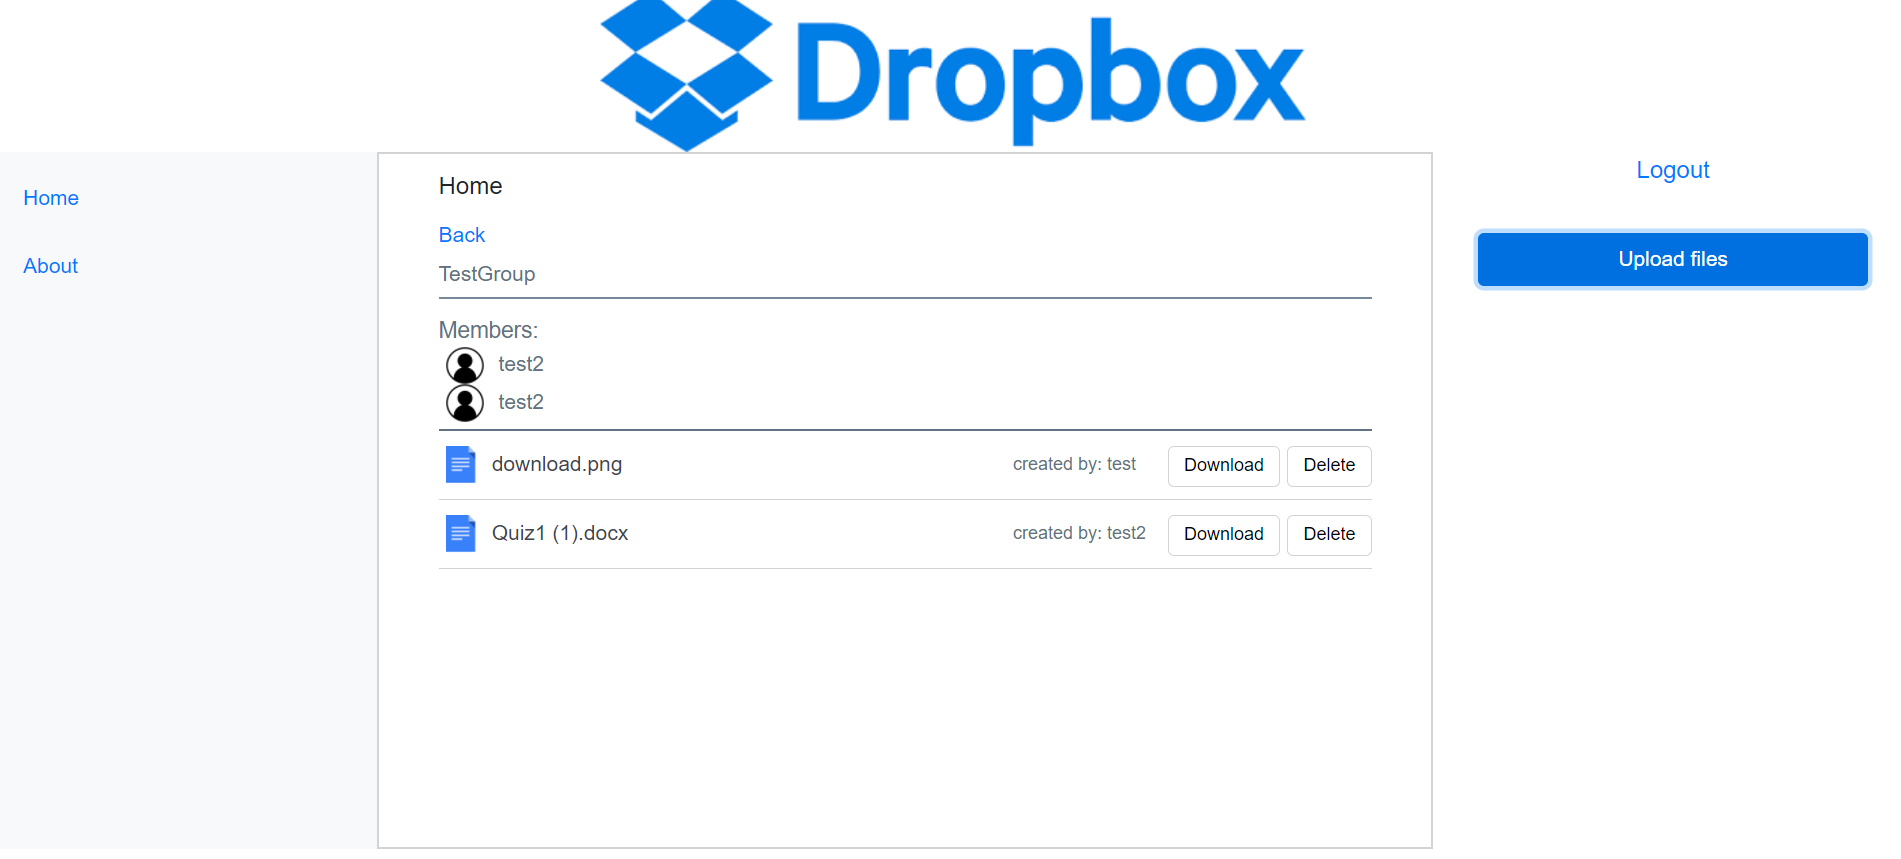 Dropbox
Home
About
Home
Back
TestGroup
Members:
test2
test2
download.png created by: test Download Delete
Quiz1 (1).docx created by: test2 Download Delete
Logout
Upload files